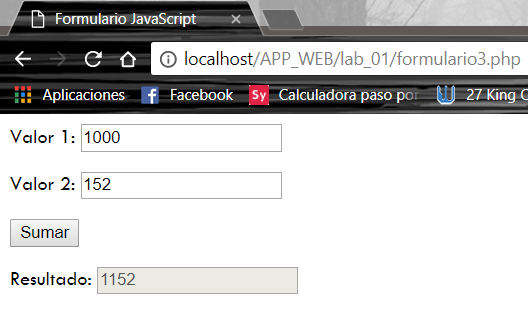 Formulario JavaScript
localhost/APP_WEB/lab_01/formulario3.php
Aplicaciones Facebook Sy Calculadora paso por 27 King
Valor 1: 1000
Valor 2: 152
Sumar
Resultado: 1152